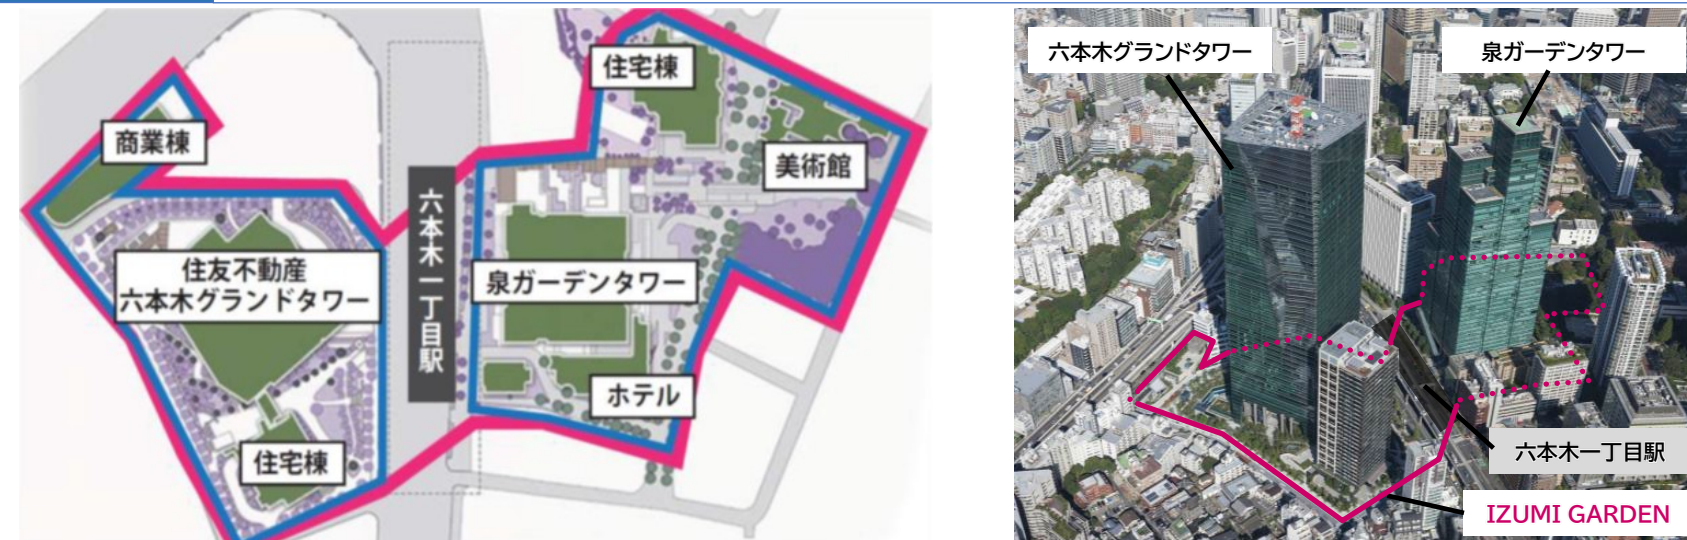 住宅棟
商業棟
美術館
六本木一丁目駅
住友不動産
六本木グランドタワー
泉ガーデンタワー
ホテル
住宅棟
六本木グランドタワー
泉ガーデンタワー
六本木一丁目駅
IZUMI GARDEN